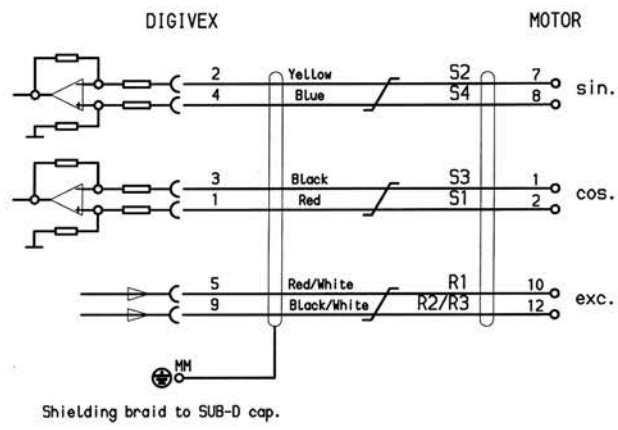 DIGIVEX MOTOR
2 Yellow S2 7
sin.
4 Blue S4 8
3 Black S3 1
cos.
1 Red S1 2
5 Red/White R1 10
exc.
9 Black/White R2/R3 12
MM
Shielding braid to SUB-D cap.